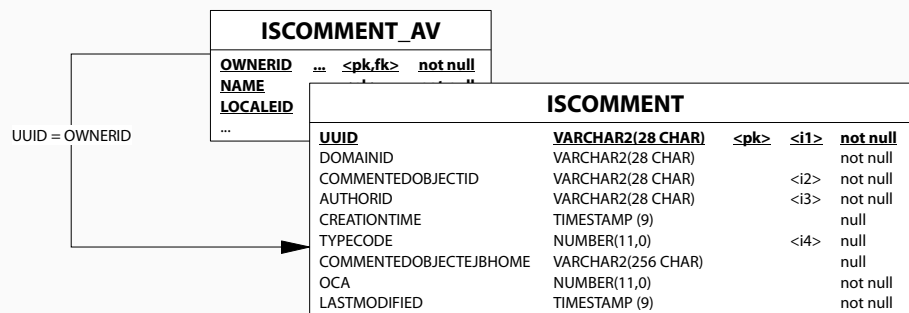 ISCOMMENT_AV
OWNERID ... <pk,fk> not null
NAME
LOCALEID
...
UUID = OWNERID
ISCOMMENT
UUID VARCHAR2(28 CHAR) <pk> <i1> not null
DOMAINID VARCHAR2(28 CHAR) not null
COMMENTEDOBJECTID VARCHAR2(28 CHAR) <i2> not null
AUTHORID VARCHAR2(28 CHAR) <i3> not null
CREATIONTIME TIMESTAMP (9) null
TYPECODE NUMBER(11,0) <i4> null
COMMENTEDOBJECTEJBHOME VARCHAR2(256 CHAR) null
OCA NUMBER(11,0) not null
LASTMODIFIED TIMESTAMP (9) not null